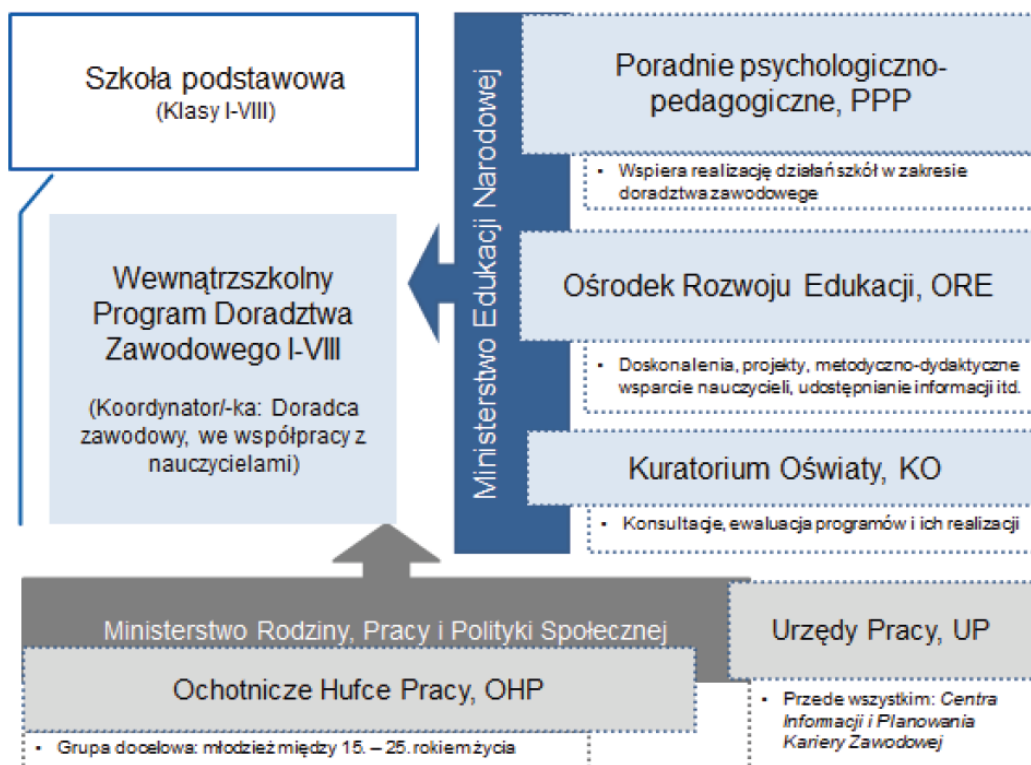 Szkoła podstawowa
(Klasy I-VIII)
Wewnątrzszkolny
Program Doradztwa
Zawodowego I-VIII
(Koordynator/-ka: Doradca
zawodowy, we współpracy z
nauczycielami)
Ministerstwo Edukacji Narodowej
Poradnie psychologiczno-
pedagogiczne, PPP
▪ Wspiera realizację działań szkół w zakresie
doradztwa zawodowege
Ośrodek Rozwoju Edukacji, ORE
▪ Doskonalenia, projekty, metodyczno-dydaktyczne
wsparcie nauczycieli, udostępnianie informacji itd.
Kuratorium Oświaty, KO
▪ Konsultacje, ewaluacja programów i ich realizacji
Ministerstwo Rodziny, Pracy i Polityki Społecznej
Ochotnicze Hufce Pracy, OHP
▪ Grupa docelowa: młodzież między 15. – 25. rokiem życia
Urzędy Pracy, UP
▪ Przede wszystkim: Centra
Informacji i Planowania
Kariery Zawodowej